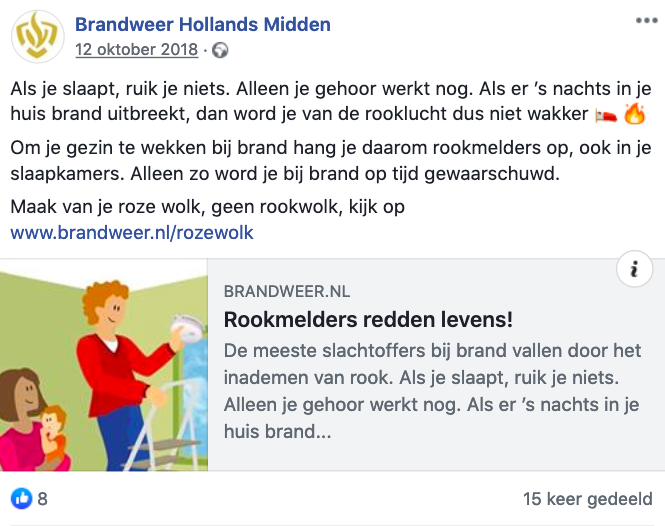 Brandweer Hollands Midden
12 oktober 2018 ·
Als je slaapt, ruik je niets. Alleen je gehoor werkt nog. Als er ’s nachts in je
huis brand uitbreekt, dan word je van de rooklucht dus niet wakker 🛌🔥
Om je gezin te wekken bij brand hang je daarom rookmelders op, ook in je
slaapkamers. Alleen zo word je bij brand op tijd gewaarschuwd.
Maak van je roze wolk, geen rookwolk, kijk op
www.brandweer.nl/rozewolk
BRANDWEER.NL
Rookmelders redden levens!
De meeste slachtoffers bij brand vallen door het
inademen van rook. Als je slaapt, ruik je niets.
Alleen je gehoor werkt nog. Als er ’s nachts in je
huis brand...
8
15 keer gedeeld